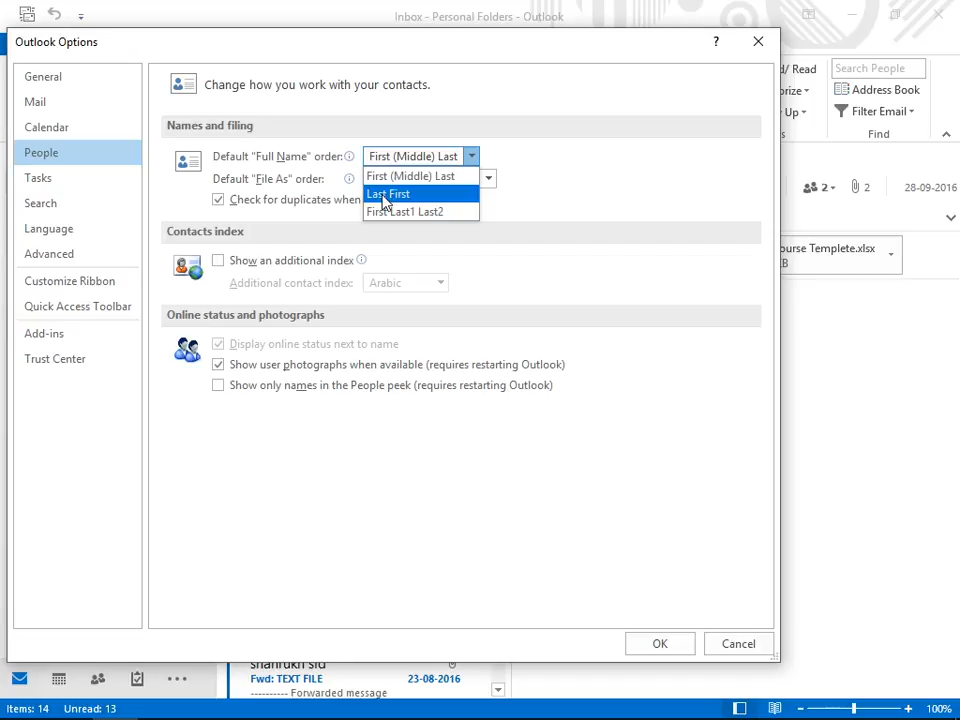 Inbox - Personal Folders - Outlook
Outlook Options
?
General
Mail
Calendar
People
Tasks
Search
Language
Advanced
Customize Ribbon
Quick Access Toolbar
Add-ins
Trust Center
Change how you work with your contacts.
Names and filing
Default "Full Name" order:
First (Middle) Last
First (Middle) Last
Last First
First Last1 Last2
Default "File As" order:
Check for duplicates when
Contacts index
Show an additional index
Additional contact index:
Arabic
Online status and photographs
Display online status next to name
Show user photographs when available (requires restarting Outlook)
Show only names in the People peek (requires restarting Outlook)
OK
Cancel
d/ Read
Search People
orize
Address Book
Up
Filter Email
s
Find
2
2
28-09-2016
ourse Templete.xlsx
B
shahrukh sid
Fwd: TEXT FILE
23-08-2016
---------- Forwarded message
Items: 14
Unread: 13
100%